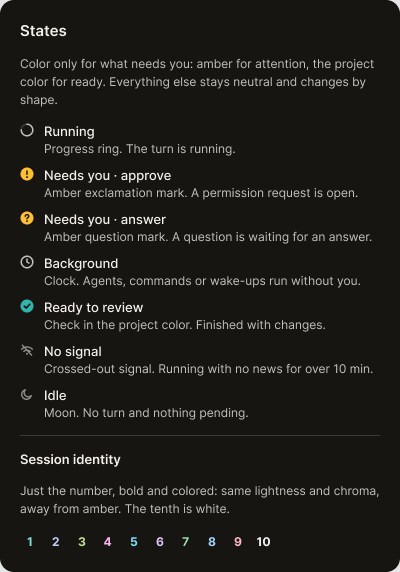 States
Color only for what needs you: amber for attention, the project
color for ready. Everything else stays neutral and changes by
shape.
Running
Progress ring. The turn is running.
Needs you · approve
Amber exclamation mark. A permission request is open.
Needs you · answer
Amber question mark. A question is waiting for an answer.
Background
Clock. Agents, commands or wake-ups run without you.
Ready to review
Check in the project color. Finished with changes.
No signal
Crossed-out signal. Running with no news for over 10 min.
Idle
Moon. No turn and nothing pending.
Session identity
Just the number, bold and colored: same lightness and chroma,
away from amber. The tenth is white.
1 2 3 4 5 6 7 8 9 10